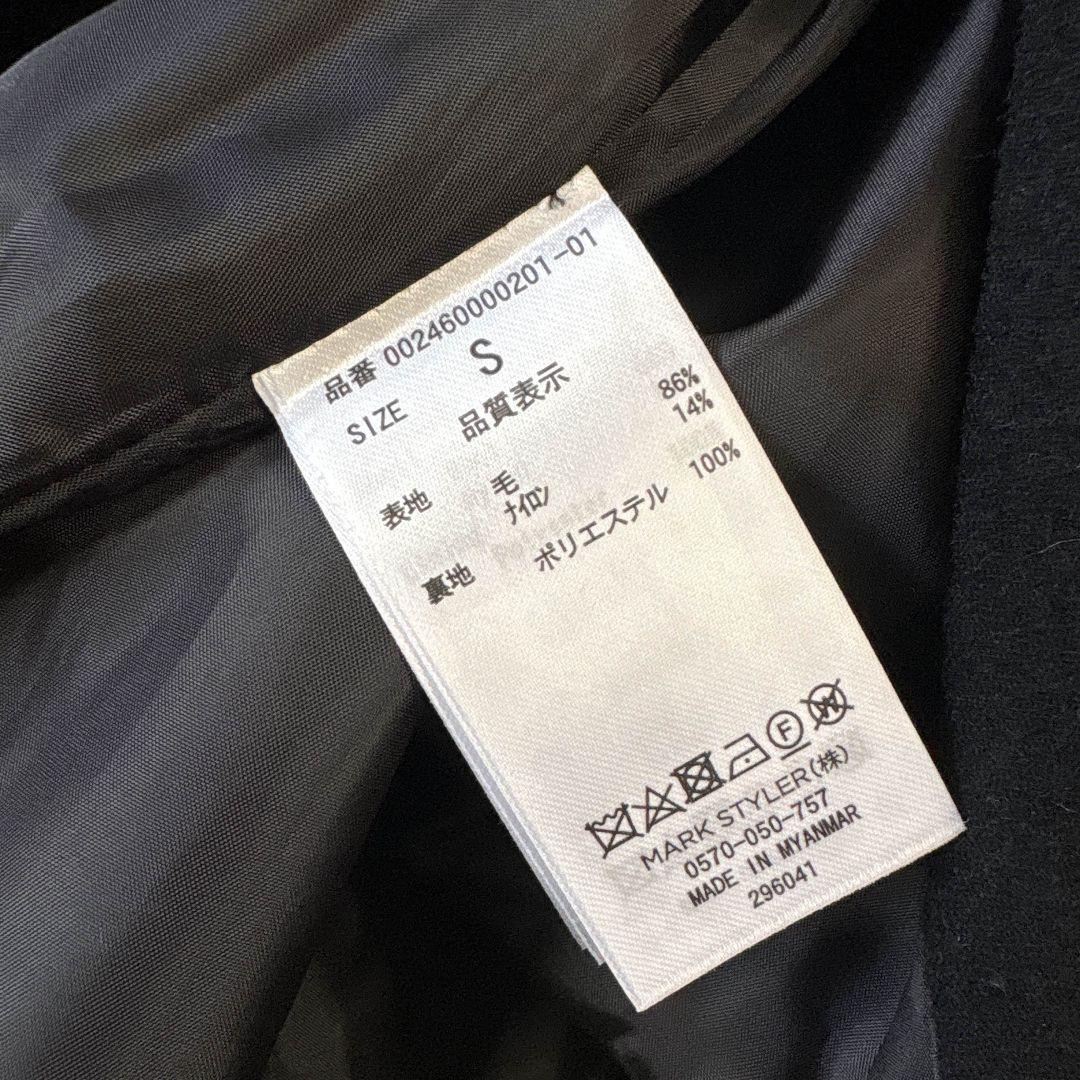 品番 002460000201-01
SIZE S
品質表示
表地 毛 86%
ナイロン 14%
裏地 ポリエステル 100%
F W
MARK STYLER(株)
0570-050-757
MADE IN MYANMAR
296041